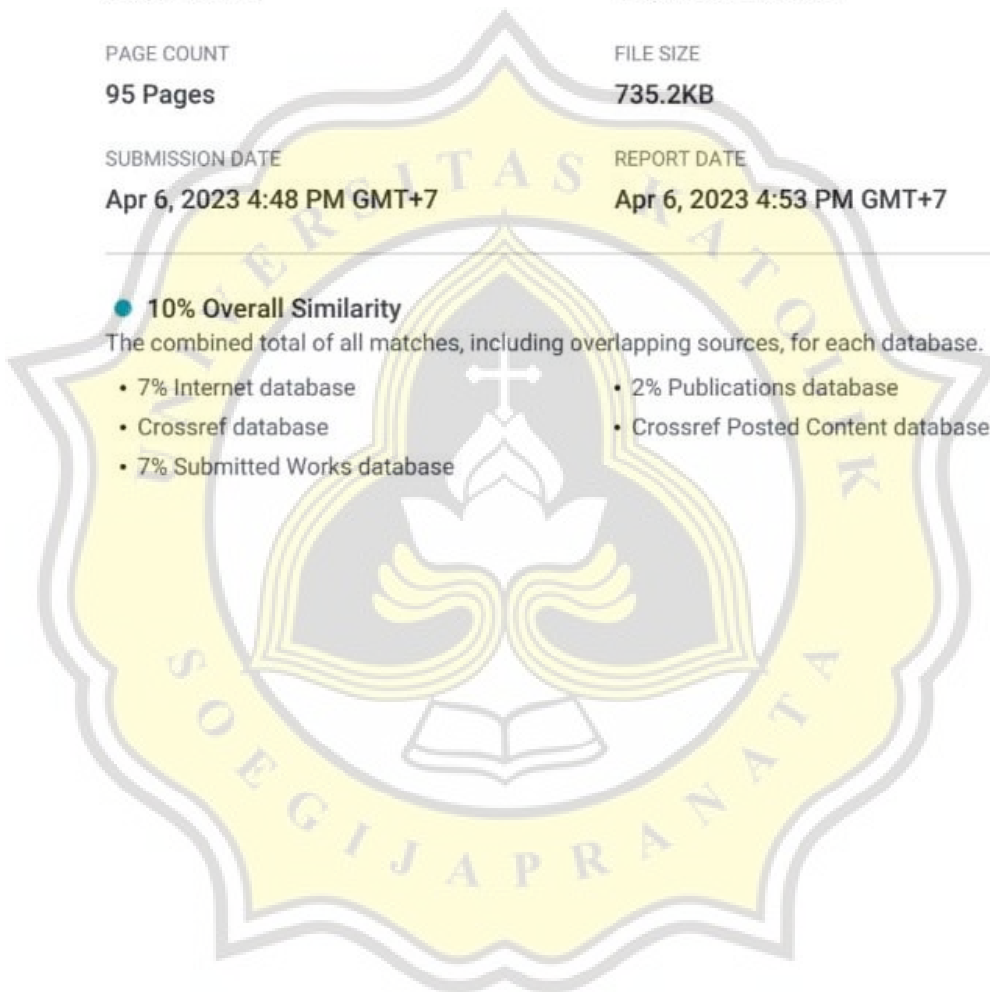 PAGE COUNT
95 Pages
FILE SIZE
735.2KB
SUBMISSION DATE
Apr 6, 2023 4:48 PM GMT+7
REPORT DATE
Apr 6, 2023 4:53 PM GMT+7
10% Overall Similarity
The combined total of all matches, including overlapping sources, for each database.
• 7% Internet database
• Crossref database
• 7% Submitted Works database
• 2% Publications database
• Crossref Posted Content database
UNIVERSITAS KATOLIK
SOEGIJAPRANATA